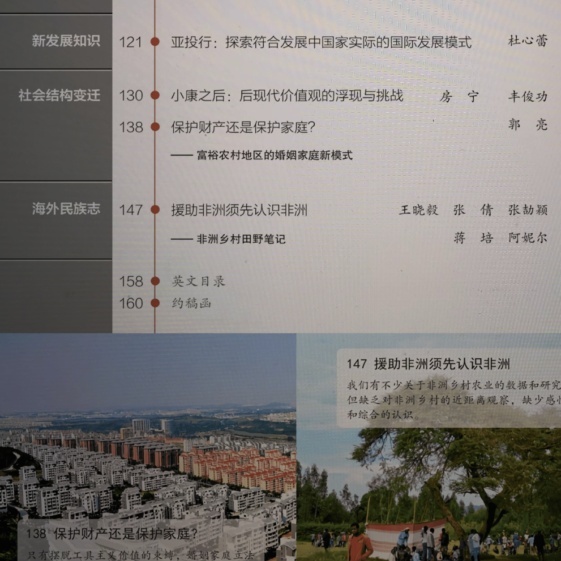 新发展知识 121 亚投行：探索符合发展中国家实际的国际发展模式 杜心蕾
社会结构变迁 130 小康之后：后现代价值观的浮现与挑战 房 宁 丰俊功
138 保护财产还是保护家庭？ 郭 亮
—— 富裕农村地区的婚姻家庭新模式
海外民族志 147 援助非洲须先认识非洲 王晓毅 张 倩 张劼颖
—— 非洲乡村田野笔记 蒋 培 阿妮尔
158 英文目录
160 约稿函
147 援助非洲须先认识非洲
我们有不少关于非洲乡村农业的数据和研究
但缺乏对非洲乡村的近距离观察，缺少感性
和综合的认识。
138 保护财产还是保护家庭？
只有摆脱工具主义价值的束缚，婚姻家庭立法